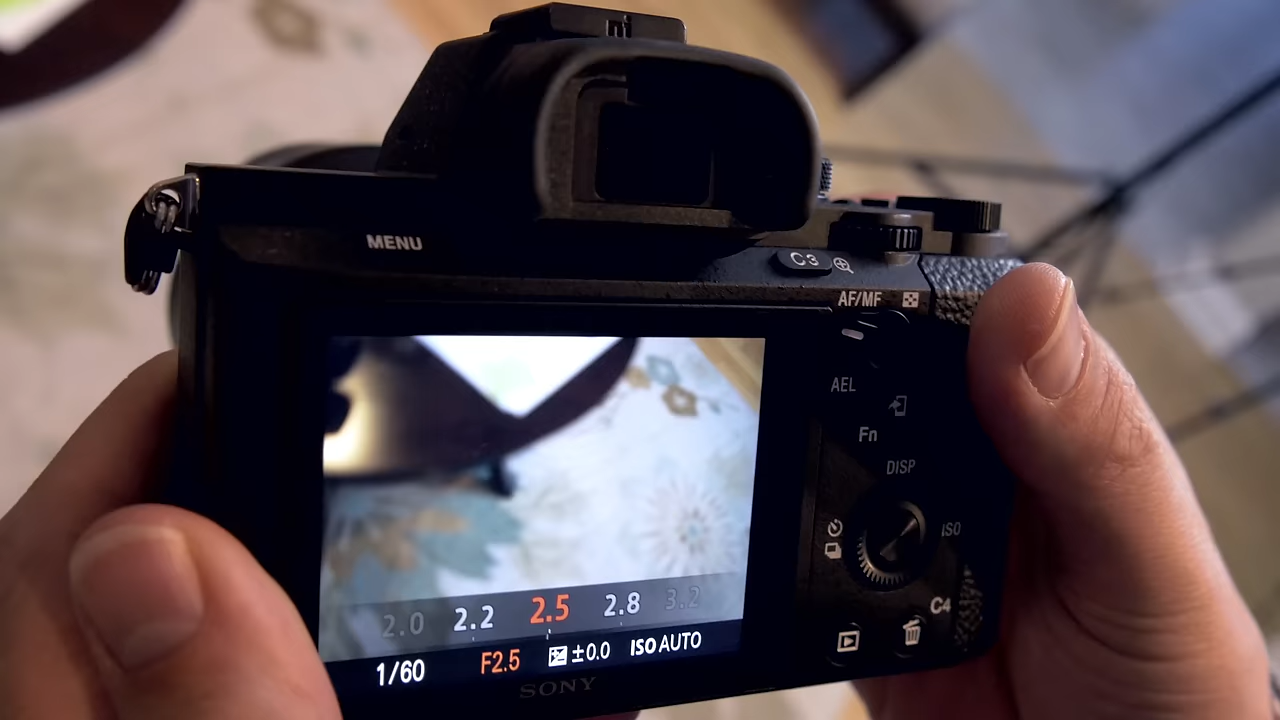 MENU
C3
AF/MF
AEL
Fn
DISP
ISO
C4
2.0 2.2 2.5 2.8 3.2
1/60 F2.5 ±0.0 ISO AUTO
SONY